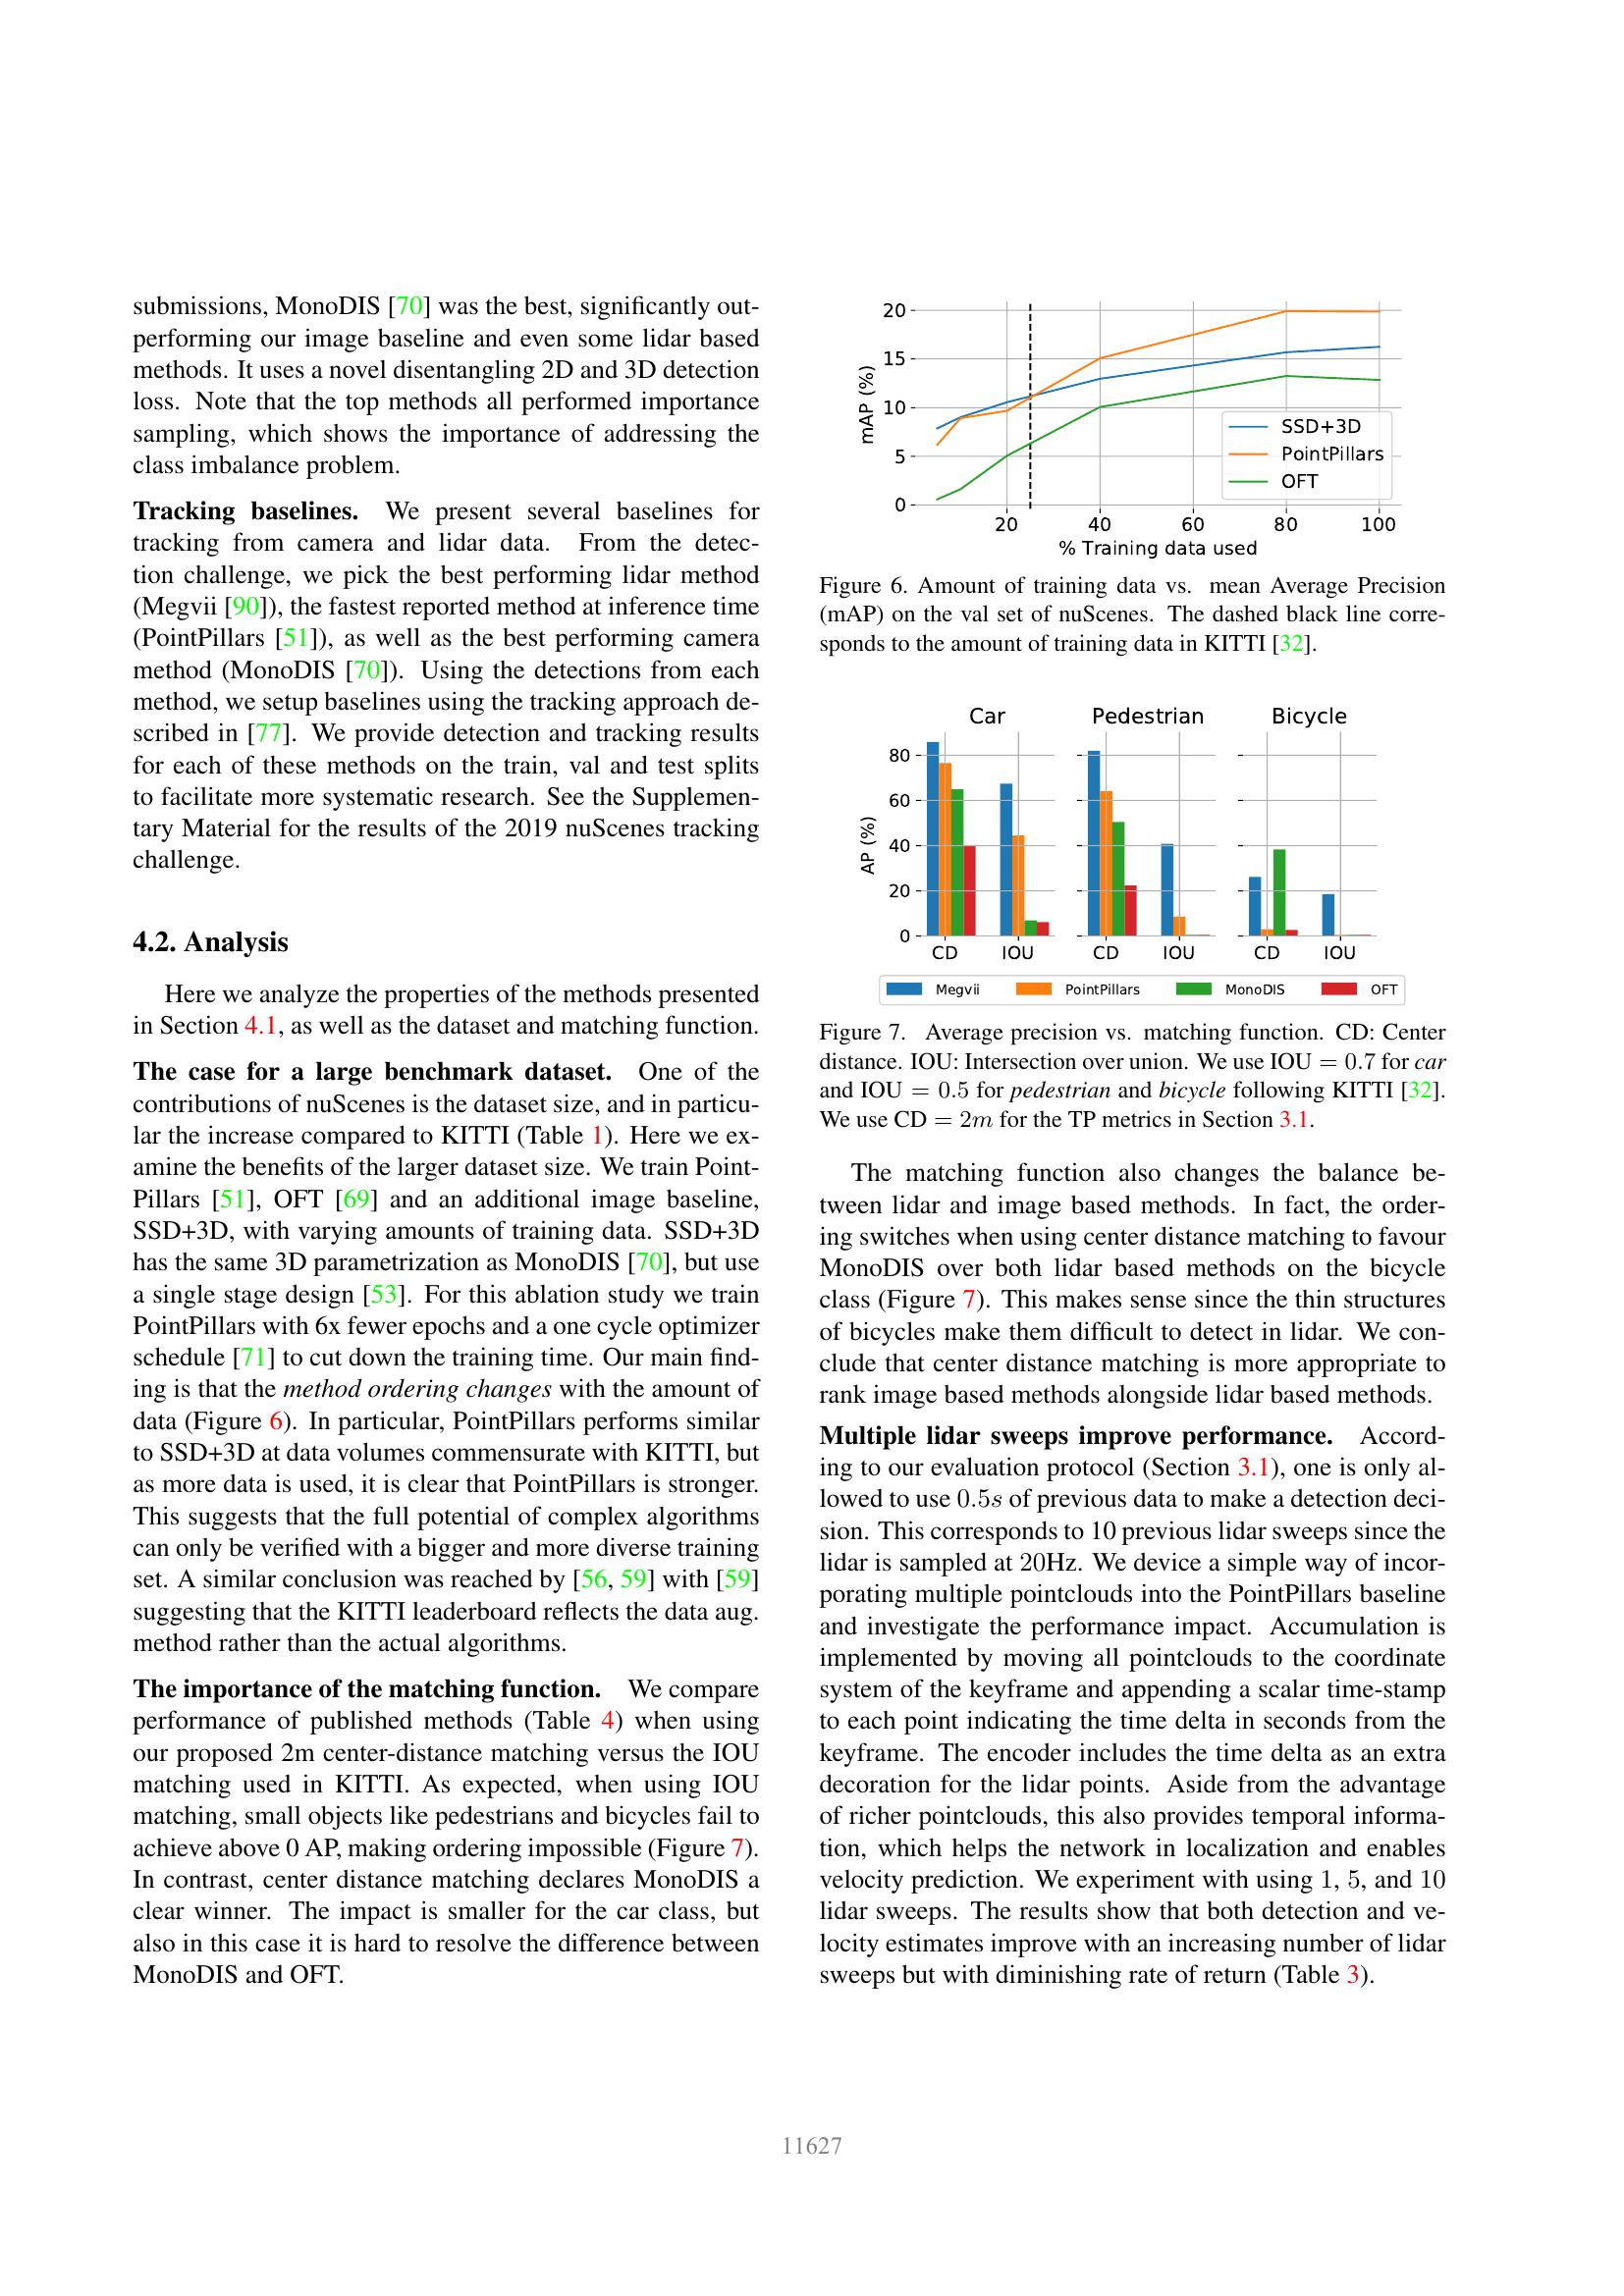 submissions, MonoDIS [70] was the best, significantly out-
performing our image baseline and even some lidar based
methods. It uses a novel disentangling 2D and 3D detection
loss. Note that the top methods all performed importance
sampling, which shows the importance of addressing the
class imbalance problem.
Tracking baselines. We present several baselines for
tracking from camera and lidar data. From the detec-
tion challenge, we pick the best performing lidar method
(Megvii [90]), the fastest reported method at inference time
(PointPillars [51]), as well as the best performing camera
method (MonoDIS [70]). Using the detections from each
method, we setup baselines using the tracking approach de-
scribed in [77]. We provide detection and tracking results
for each of these methods on the train, val and test splits
to facilitate more systematic research. See the Supplemen-
tary Material for the results of the 2019 nuScenes tracking
challenge.
4.2. Analysis
Here we analyze the properties of the methods presented
in Section 4.1, as well as the dataset and matching function.
The case for a large benchmark dataset. One of the
contributions of nuScenes is the dataset size, and in particu-
lar the increase compared to KITTI (Table 1). Here we ex-
amine the benefits of the larger dataset size. We train Point-
Pillars [51], OFT [69] and an additional image baseline,
SSD+3D, with varying amounts of training data. SSD+3D
has the same 3D parametrization as MonoDIS [70], but use
a single stage design [53]. For this ablation study we train
PointPillars with 6x fewer epochs and a one cycle optimizer
schedule [71] to cut down the training time. Our main find-
ing is that the method ordering changes with the amount of
data (Figure 6). In particular, PointPillars performs similar
to SSD+3D at data volumes commensurate with KITTI, but
as more data is used, it is clear that PointPillars is stronger.
This suggests that the full potential of complex algorithms
can only be verified with a bigger and more diverse training
set. A similar conclusion was reached by [56, 59] with [59]
suggesting that the KITTI leaderboard reflects the data aug.
method rather than the actual algorithms.
The importance of the matching function. We compare
performance of published methods (Table 4) when using
our proposed 2m center-distance matching versus the IOU
matching used in KITTI. As expected, when using IOU
matching, small objects like pedestrians and bicycles fail to
achieve above 0 AP, making ordering impossible (Figure 7).
In contrast, center distance matching declares MonoDIS a
clear winner. The impact is smaller for the car class, but
also in this case it is hard to resolve the difference between
MonoDIS and OFT.
20
15
10
5
0
mAP (%)
SSD+3D
PointPillars
OFT
20 40 60 80 100
% Training data used
Figure 6. Amount of training data vs. mean Average Precision
(mAP) on the val set of nuScenes. The dashed black line corre-
sponds to the amount of training data in KITTI [32].
Car Pedestrian Bicycle
80
60
40
20
0
AP (%)
CD IOU CD IOU CD IOU
Megvii PointPillars MonoDIS OFT
Figure 7. Average precision vs. matching function. CD: Center
distance. IOU: Intersection over union. We use IOU = 0.7 for car
and IOU = 0.5 for pedestrian and bicycle following KITTI [32].
We use CD = 2m for the TP metrics in Section 3.1.
The matching function also changes the balance be-
tween lidar and image based methods. In fact, the order-
ing switches when using center distance matching to favour
MonoDIS over both lidar based methods on the bicycle
class (Figure 7). This makes sense since the thin structures
of bicycles make them difficult to detect in lidar. We con-
clude that center distance matching is more appropriate to
rank image based methods alongside lidar based methods.
Multiple lidar sweeps improve performance. Accord-
ing to our evaluation protocol (Section 3.1), one is only al-
lowed to use 0.5s of previous data to make a detection deci-
sion. This corresponds to 10 previous lidar sweeps since the
lidar is sampled at 20Hz. We device a simple way of incor-
porating multiple pointclouds into the PointPillars baseline
and investigate the performance impact. Accumulation is
implemented by moving all pointclouds to the coordinate
system of the keyframe and appending a scalar time-stamp
to each point indicating the time delta in seconds from the
keyframe. The encoder includes the time delta as an extra
decoration for the lidar points. Aside from the advantage
of richer pointclouds, this also provides temporal informa-
tion, which helps the network in localization and enables
velocity prediction. We experiment with using 1, 5, and 10
lidar sweeps. The results show that both detection and ve-
locity estimates improve with an increasing number of lidar
sweeps but with diminishing rate of return (Table 3).
11627